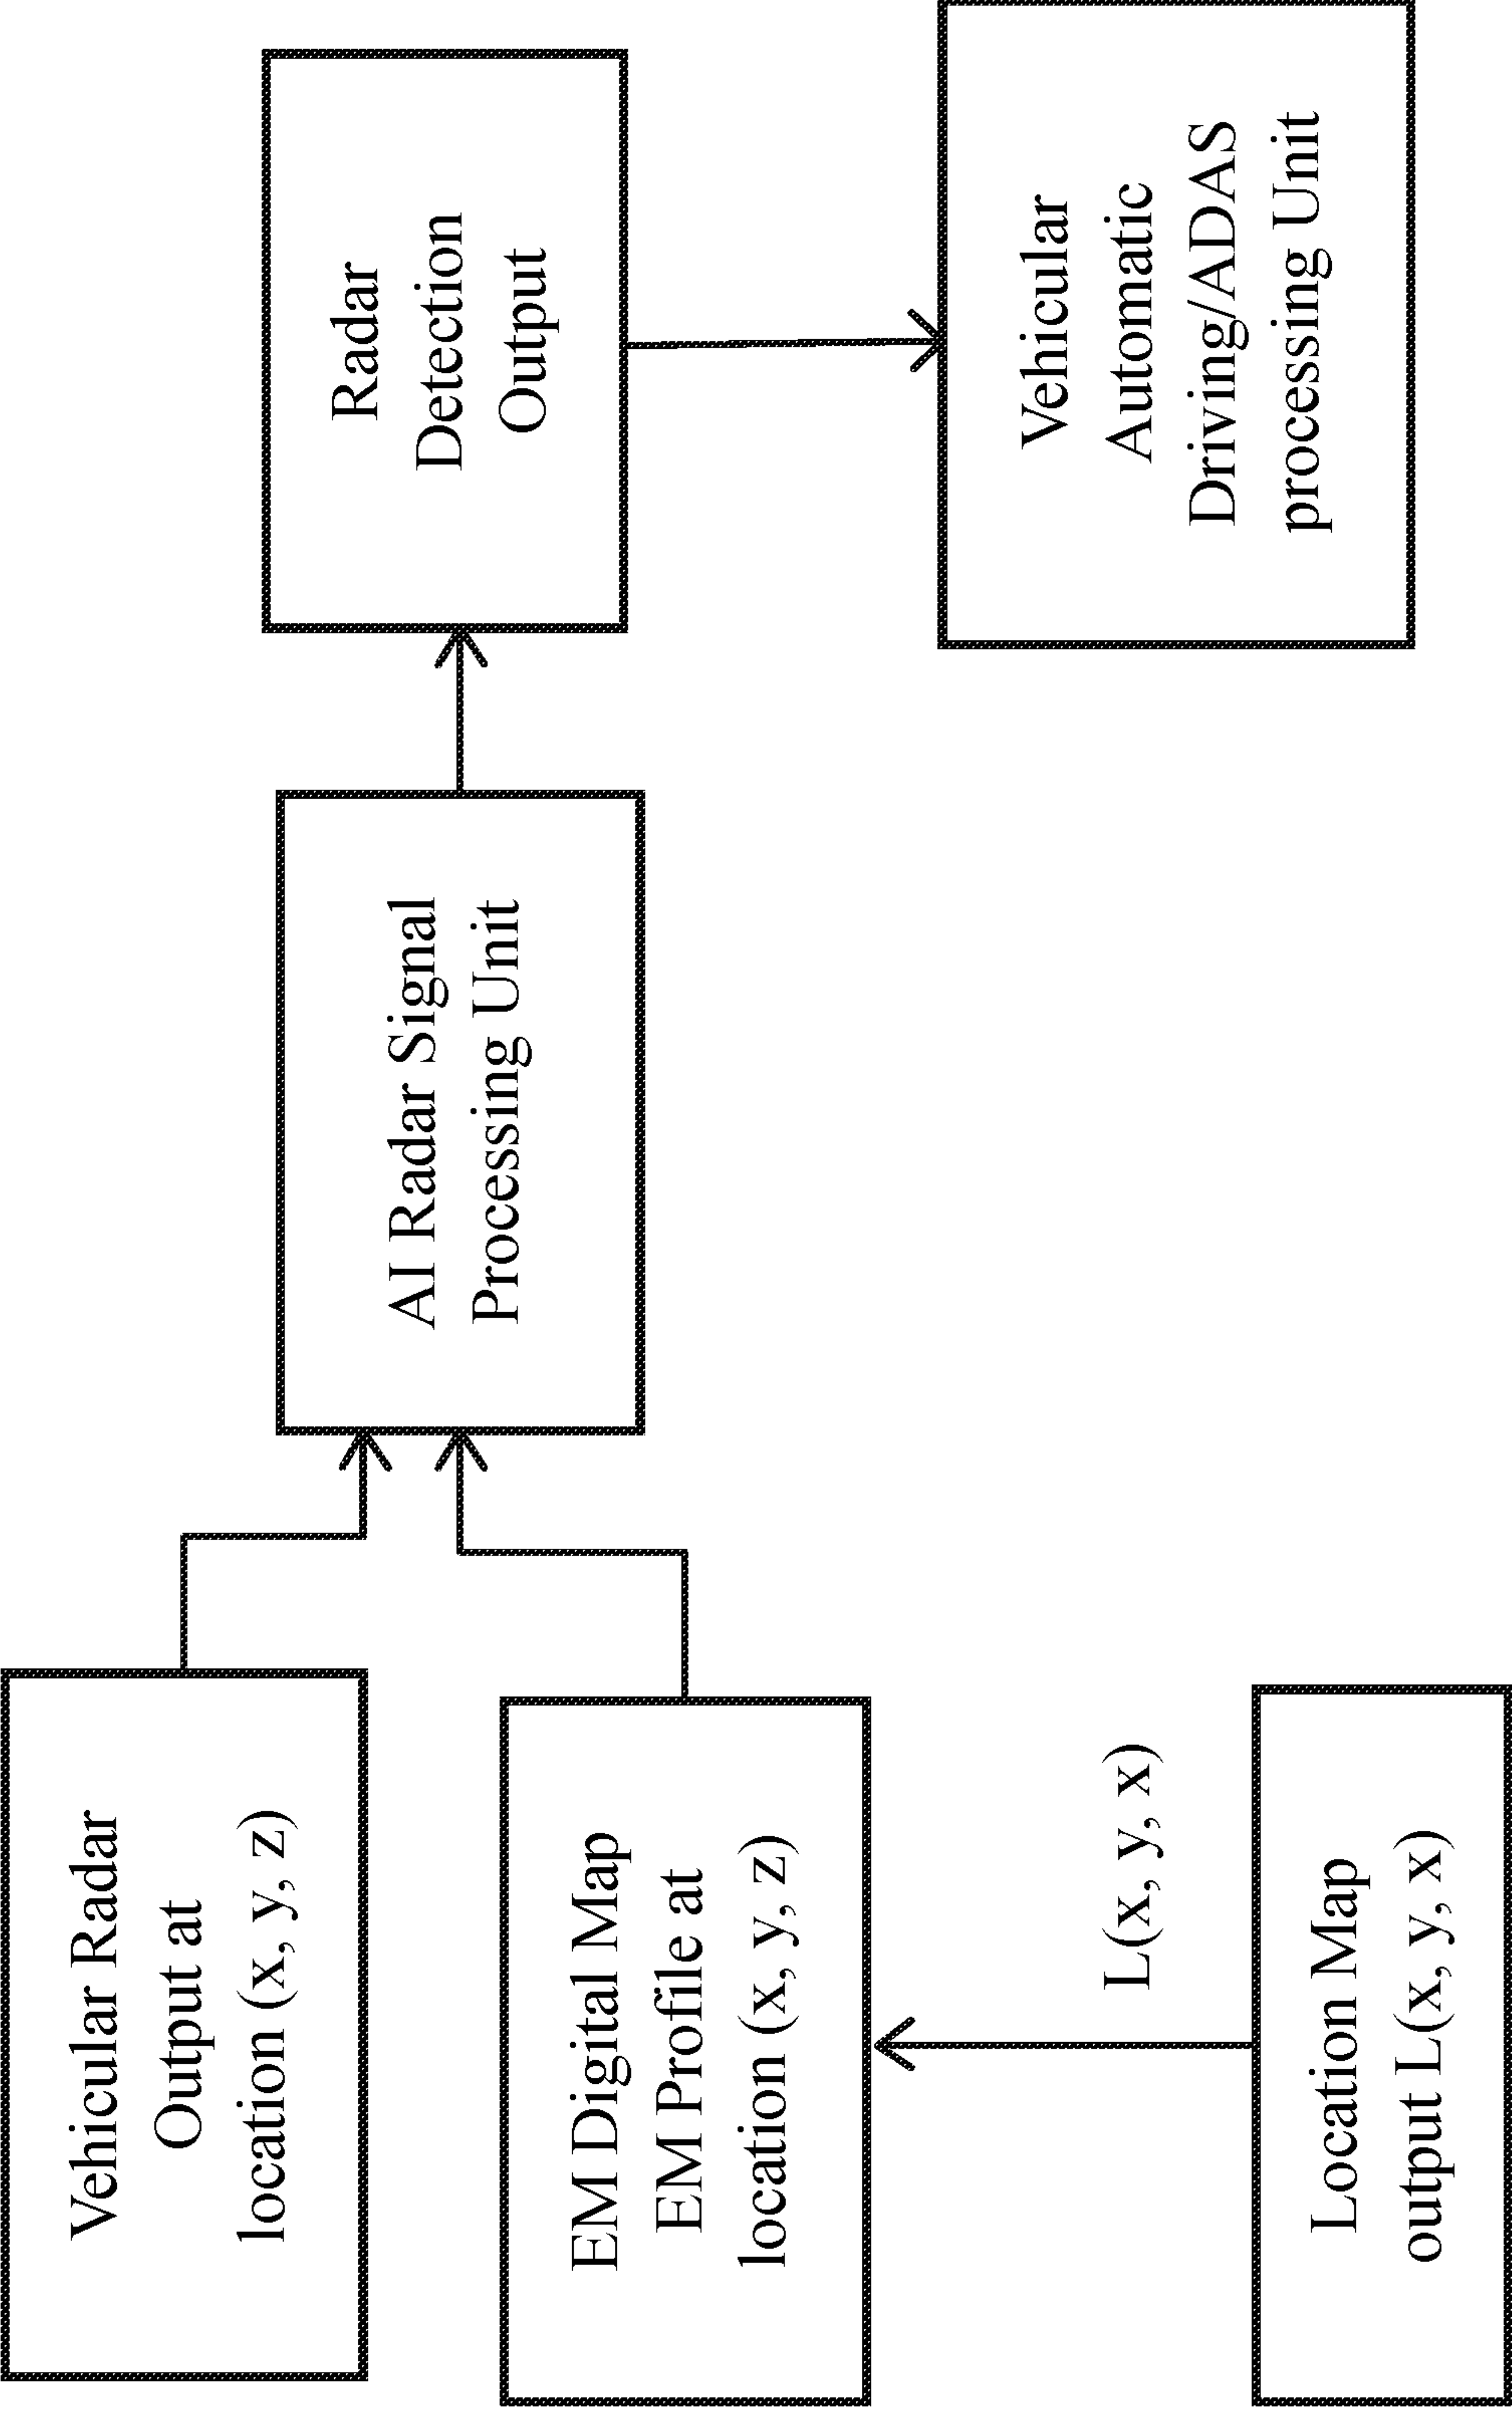 Vehicular Radar
Output at
location (x, y, z)
EM Digital Map
EM Profile at
location (x, y, z)
L(x, y, x)
Location Map
output L(x, y, x)
AI Radar Signal
Processing Unit
Radar
Detection
Output
Vehicular
Automatic
Driving/ADAS
processing Unit